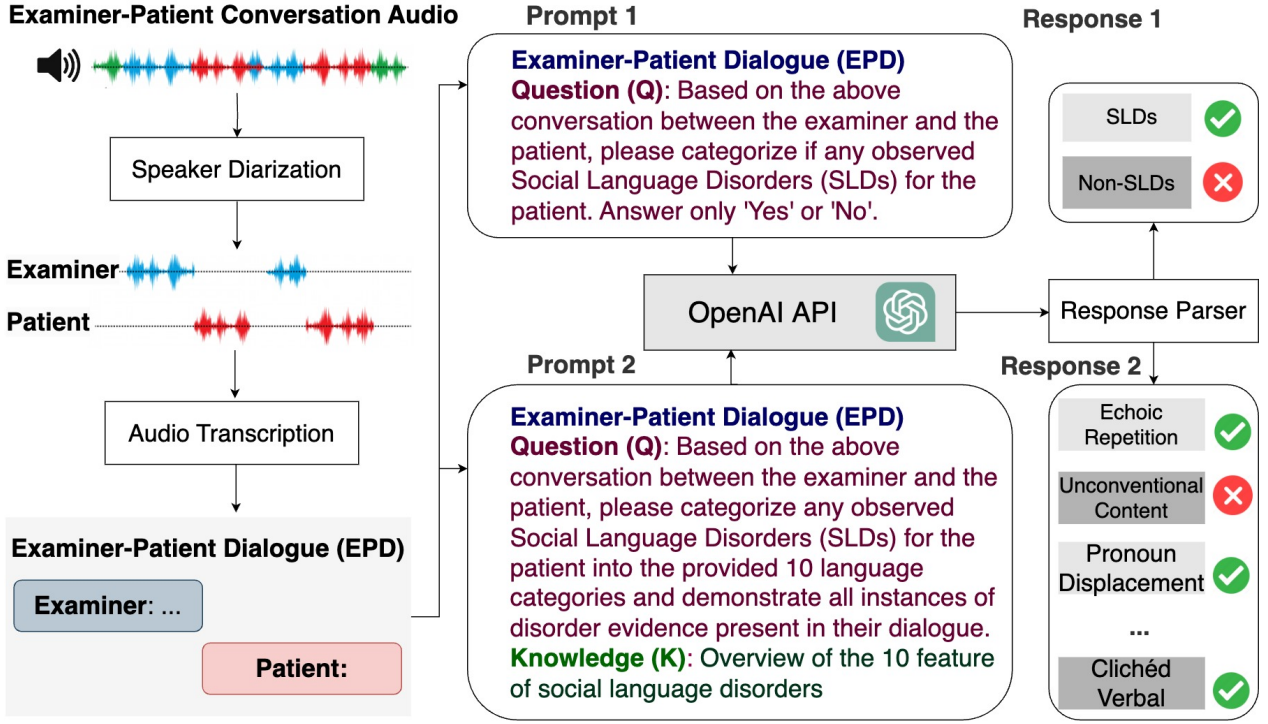 Examiner-Patient Conversation Audio
Speaker Diarization
Examiner
Patient
Audio Transcription
Examiner-Patient Dialogue (EPD)
Examiner: ...
Patient:
Prompt 1
Examiner-Patient Dialogue (EPD)
Question (Q): Based on the above
conversation between the examiner and the
patient, please categorize if any observed
Social Language Disorders (SLDs) for the
patient. Answer only 'Yes' or 'No'.
OpenAI API
Prompt 2
Examiner-Patient Dialogue (EPD)
Question (Q): Based on the above
conversation between the examiner and the
patient, please categorize any observed
Social Language Disorders (SLDs) for the
patient into the provided 10 language
categories and demonstrate all instances of
disorder evidence present in their dialogue.
Knowledge (K): Overview of the 10 feature
of social language disorders
Response 1
SLDs
Non-SLDs
Response Parser
Response 2
Echoic
Repetition
Unconventional
Content
Pronoun
Displacement
...
Clichéd
Verbal